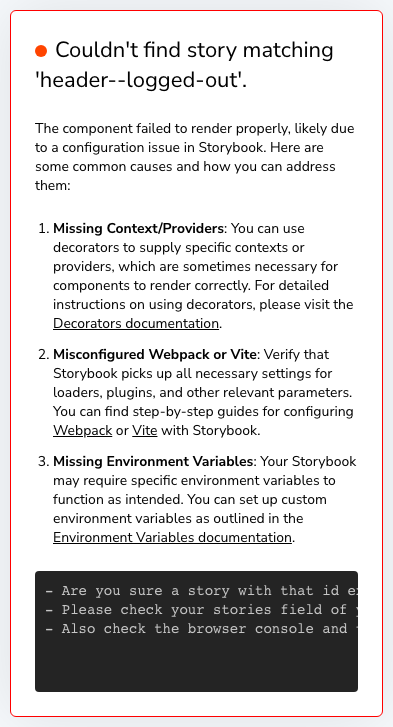 Couldn't find story matching
'header--logged-out'.
The component failed to render properly, likely due
to a configuration issue in Storybook. Here are
some common causes and how you can address
them:
1. Missing Context/Providers: You can use
decorators to supply specific contexts or
providers, which are sometimes necessary for
components to render correctly. For detailed
instructions on using decorators, please visit the
Decorators documentation.
2. Misconfigured Webpack or Vite: Verify that
Storybook picks up all necessary settings for
loaders, plugins, and other relevant parameters.
You can find step-by-step guides for configuring
Webpack or Vite with Storybook.
3. Missing Environment Variables: Your Storybook
may require specific environment variables to
function as intended. You can set up custom
environment variables as outlined in the
Environment Variables documentation.
- Are you sure a story with that id
- Please check your stories field of
- Also check the browser console and